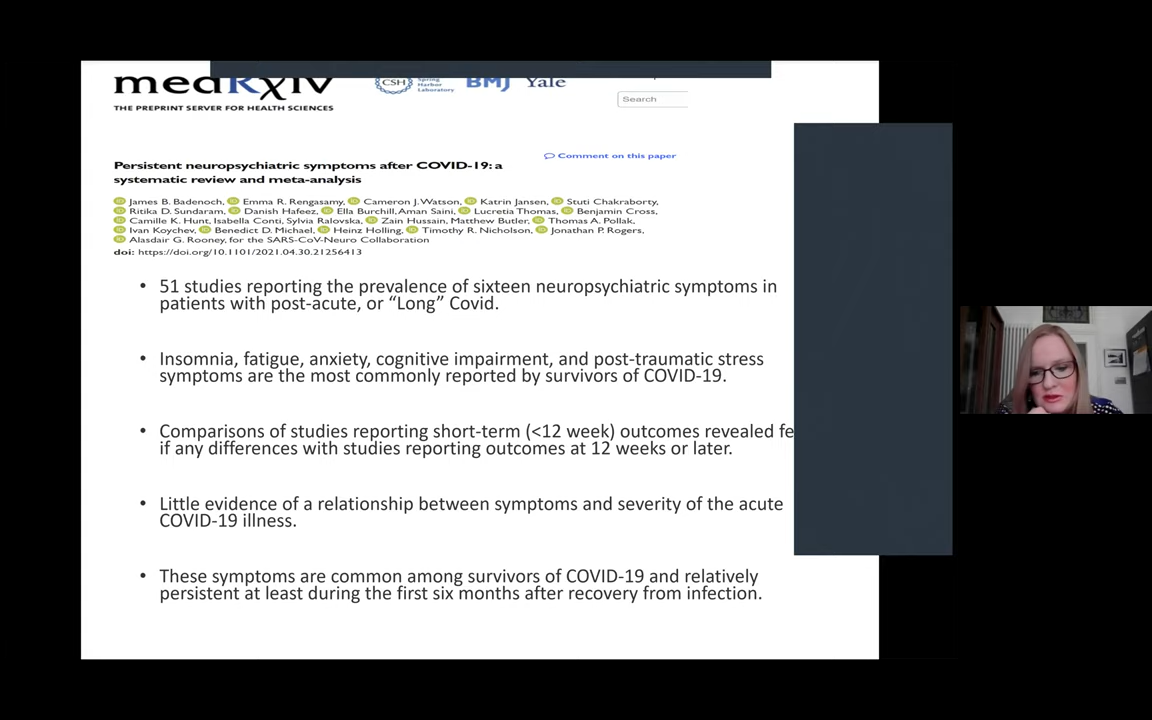 medRxiv
THE PREPRINT SERVER FOR HEALTH SCIENCES
CSH
Spring
Harbor
Laboratory
BMJ
Yale
Search
Comment on this paper
Persistent neuropsychiatric symptoms after COVID-19: a
systematic review and meta-analysis
James B. Badenoch, Emma R. Rengasamy, Cameron J. Watson, Katrin Jansen, Stuti Chakraborty,
Ritika D. Sundaram, Danish Hafeez, Ella Burchill, Aman Saini, Lucretia Thomas, Benjamin Cross,
Camille K. Hunt, Isabella Conti, Sylvia Ralovska, Zain Hussain, Matthew Butler, Thomas A. Pollak,
Ivan Koychev, Benedict D. Michael, Heinz Holling, Timothy R. Nicholson, Jonathan P. Rogers,
Alasdair G. Rooney, for the SARS-CoV-Neuro Collaboration
doi: https://doi.org/10.1101/2021.04.30.21256413
• 51 studies reporting the prevalence of sixteen neuropsychiatric symptoms in
patients with post-acute, or “Long” Covid.
• Insomnia, fatigue, anxiety, cognitive impairment, and post-traumatic stress
symptoms are the most commonly reported by survivors of COVID-19.
• Comparisons of studies reporting short-term (<12 week) outcomes revealed fe
if any differences with studies reporting outcomes at 12 weeks or later.
• Little evidence of a relationship between symptoms and severity of the acute
COVID-19 illness.
• These symptoms are common among survivors of COVID-19 and relatively
persistent at least during the first six months after recovery from infection.